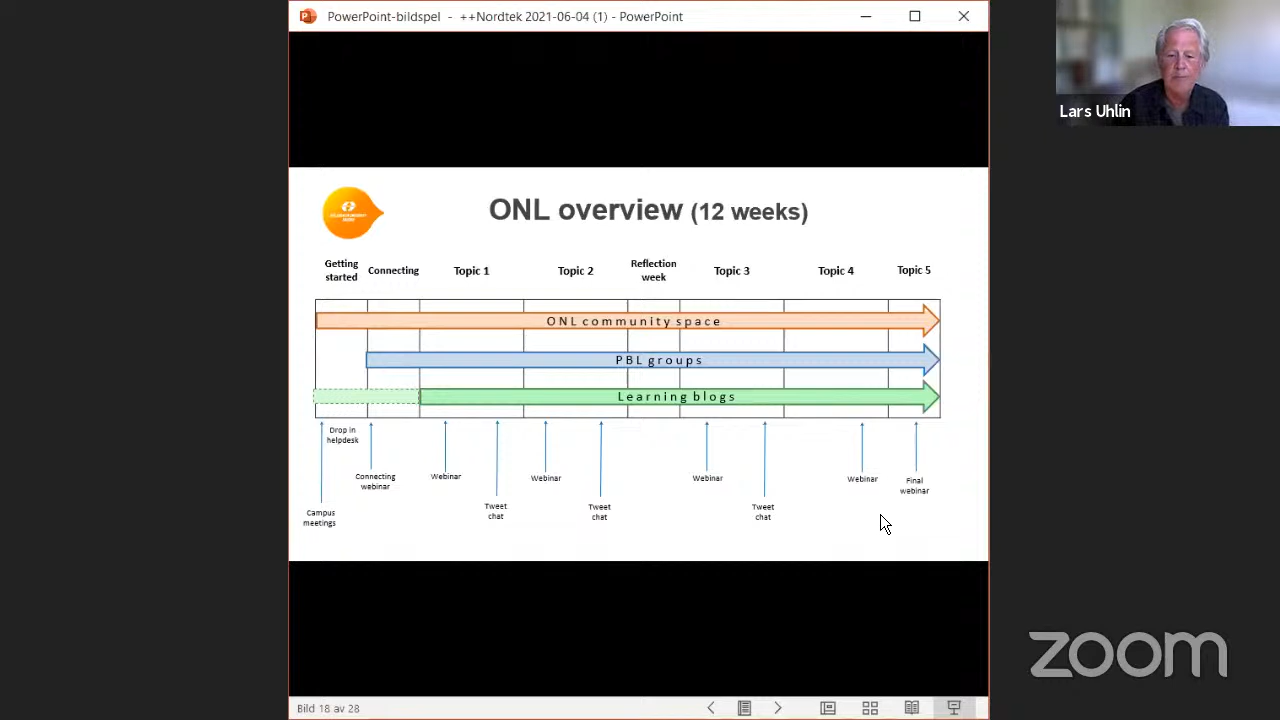 PowerPoint-bildspel - ++Nordtek 2021-06-04 (1) - PowerPoint
Lars Uhlin
ONL overview (12 weeks)
Getting
started
Connecting
Topic 1
Topic 2
Reflection
week
Topic 3
Topic 4
Topic 5
ONL community space
PBL groups
Learning blogs
Drop in
helpdesk
Campus
meetings
Connecting
webinar
Webinar
Tweet
chat
Webinar
Tweet
chat
Webinar
Tweet
chat
Webinar
Final
webinar
zoom
Bild 18 av 28